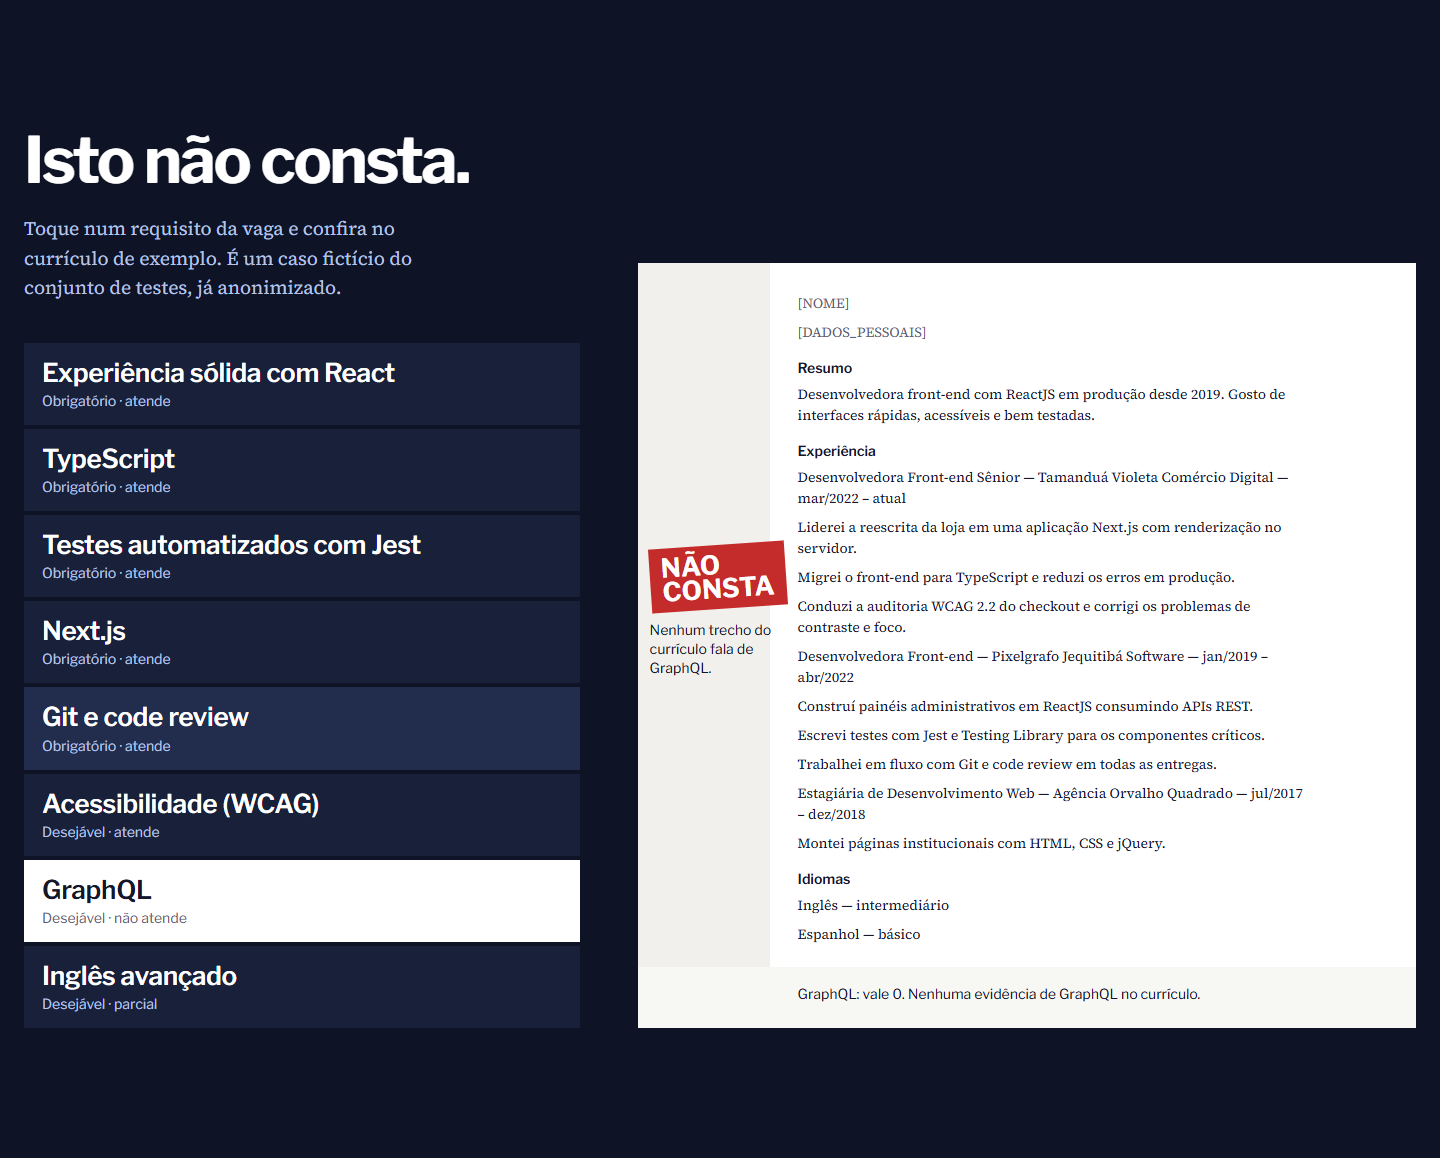 Isto não consta.
Toque num requisito da vaga e confira no
currículo de exemplo. É um caso fictício do
conjunto de testes, já anonimizado.
Experiência sólida com React
Obrigatório · atende
TypeScript
Obrigatório · atende
Testes automatizados com Jest
Obrigatório · atende
Next.js
Obrigatório · atende
Git e code review
Obrigatório · atende
Acessibilidade (WCAG)
Desejável · atende
GraphQL
Desejável · não atende
Inglês avançado
Desejável · parcial
NÃO
CONSTA
Nenhum trecho do
currículo fala de
GraphQL.
[NOME]
[DADOS_PESSOAIS]
Resumo
Desenvolvedora front-end com ReactJS em produção desde 2019. Gosto de
interfaces rápidas, acessíveis e bem testadas.
Experiência
Desenvolvedora Front-end Sênior — Tamanduá Violeta Comércio Digital —
mar/2022 – atual
Liderei a reescrita da loja em uma aplicação Next.js com renderização no
servidor.
Migrei o front-end para TypeScript e reduzi os erros em produção.
Conduzi a auditoria WCAG 2.2 do checkout e corrigi os problemas de
contraste e foco.
Desenvolvedora Front-end — Pixelgrafo Jequitibá Software — jan/2019 –
abr/2022
Construí painéis administrativos em ReactJS consumindo APIs REST.
Escrevi testes com Jest e Testing Library para os componentes críticos.
Trabalhei em fluxo com Git e code review em todas as entregas.
Estagiária de Desenvolvimento Web — Agência Orvalho Quadrado — jul/2017
– dez/2018
Montei páginas institucionais com HTML, CSS e jQuery.
Idiomas
Inglês — intermediário
Espanhol — básico
GraphQL: vale 0. Nenhuma evidência de GraphQL no currículo.